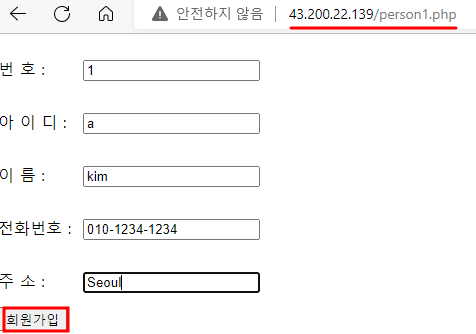 안전하지 않음 43.200.22.139/person1.php
번 호 : 1
아 이 디 : a
이 름 : kim
전화번호 : 010-1234-1234
주 소 : Seoul
회원가입